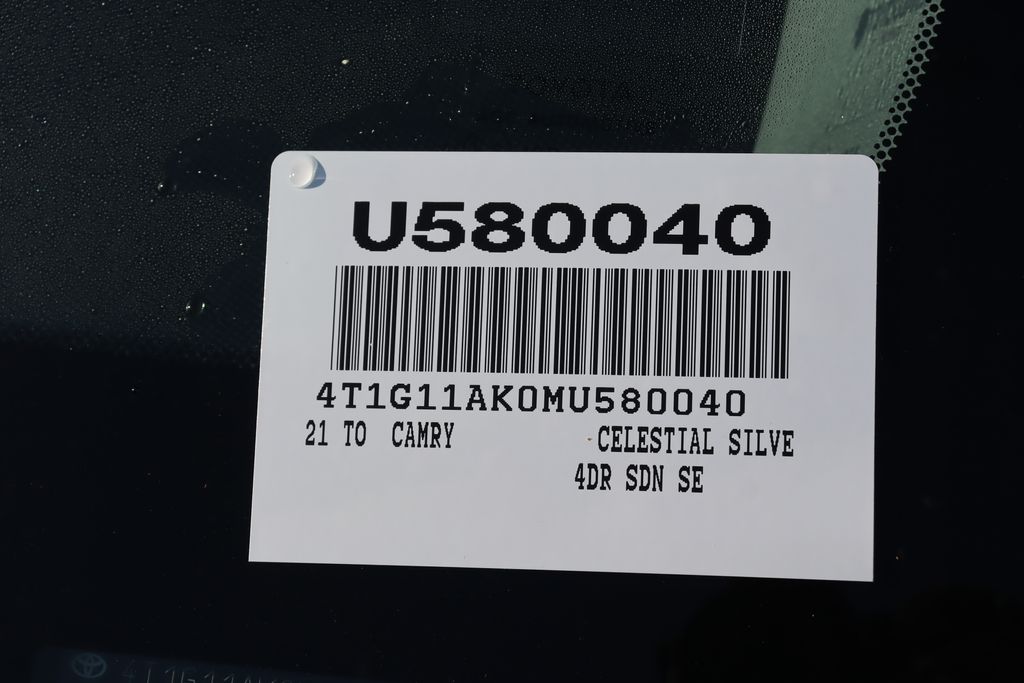 U580040
4T1G11AK0MU580040
21 TO CAMRY CELESTIAL SILVE
4DR SDN SE